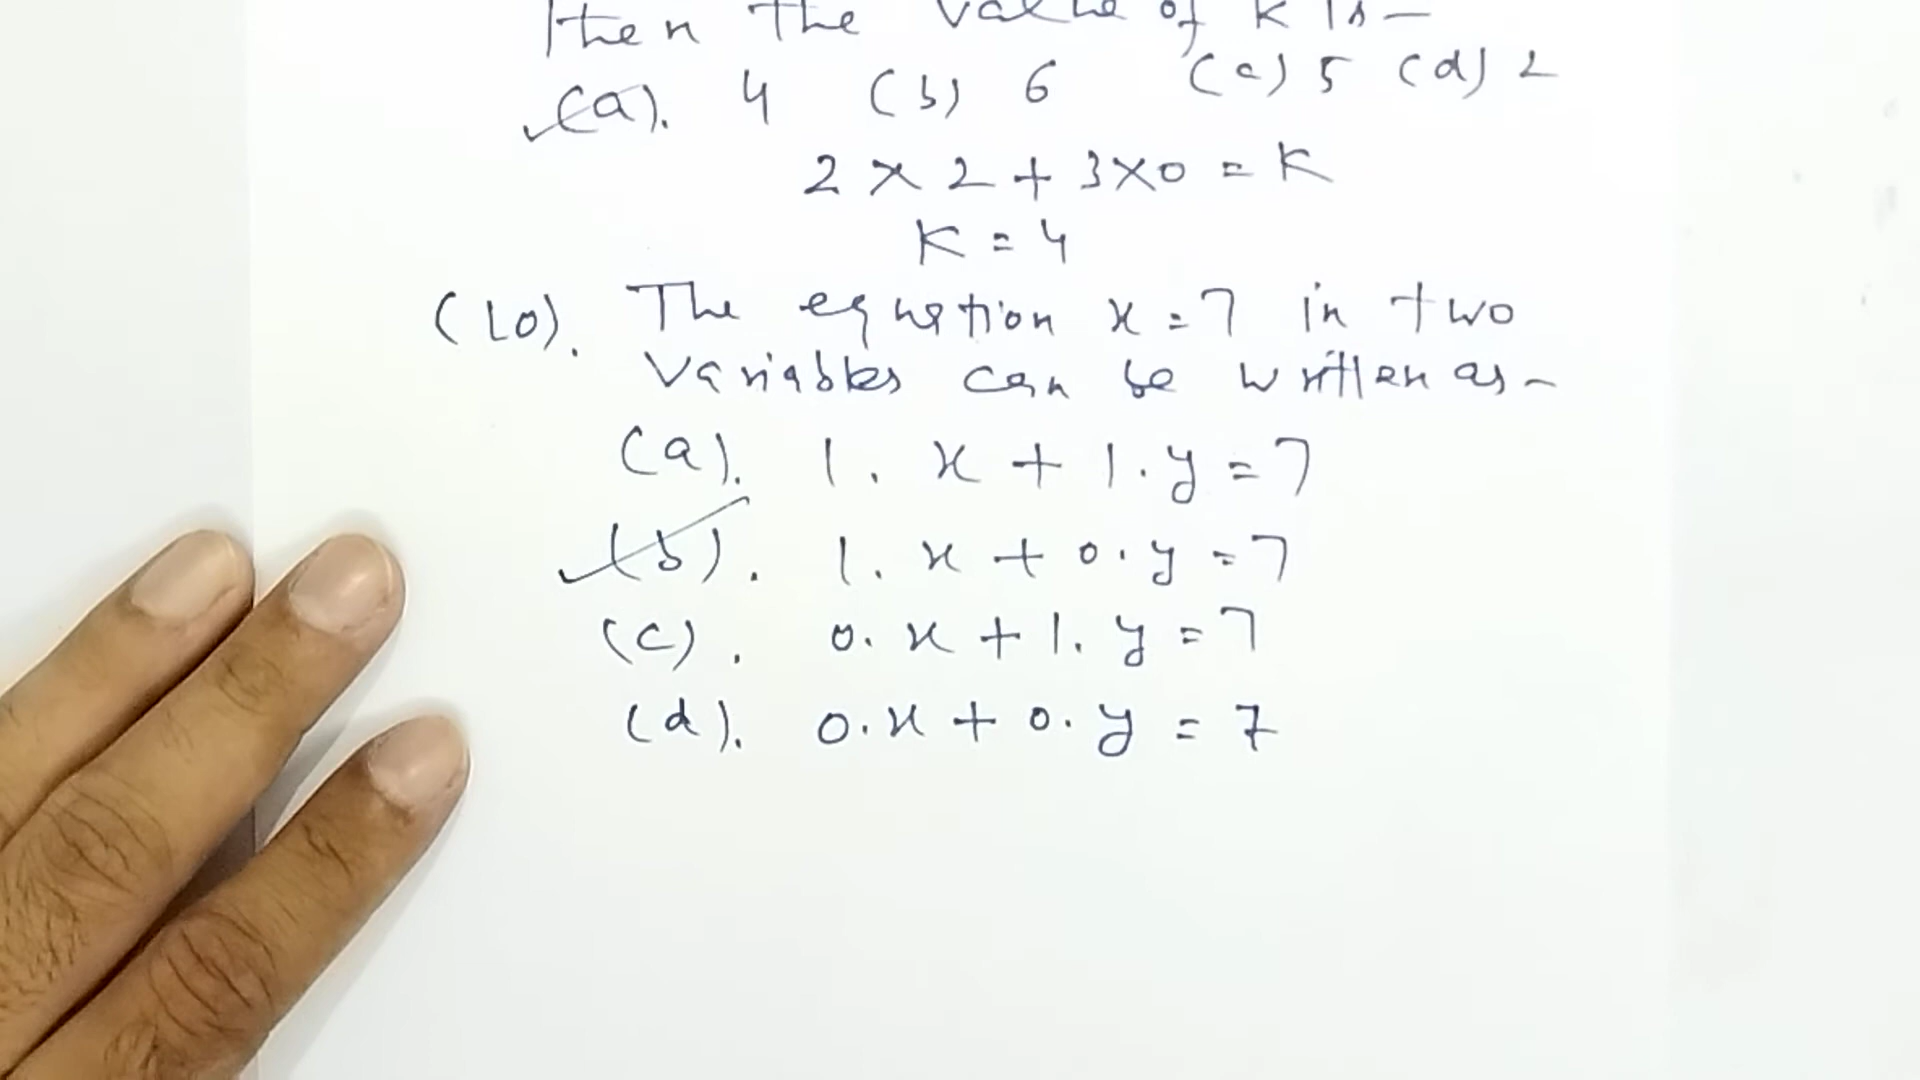 then the value of K is —
(a). 4 (b) 6 (c) 5 (d) 2
2 × 2 + 3×0 = K
K = 4
(10). The equation x = 7 in two
variables can be written as –
(a). 1. x + 1. y = 7
(b). 1. x + 0. y = 7
(c). 0. x + 1. y = 7
(d). 0. x + 0. y = 7